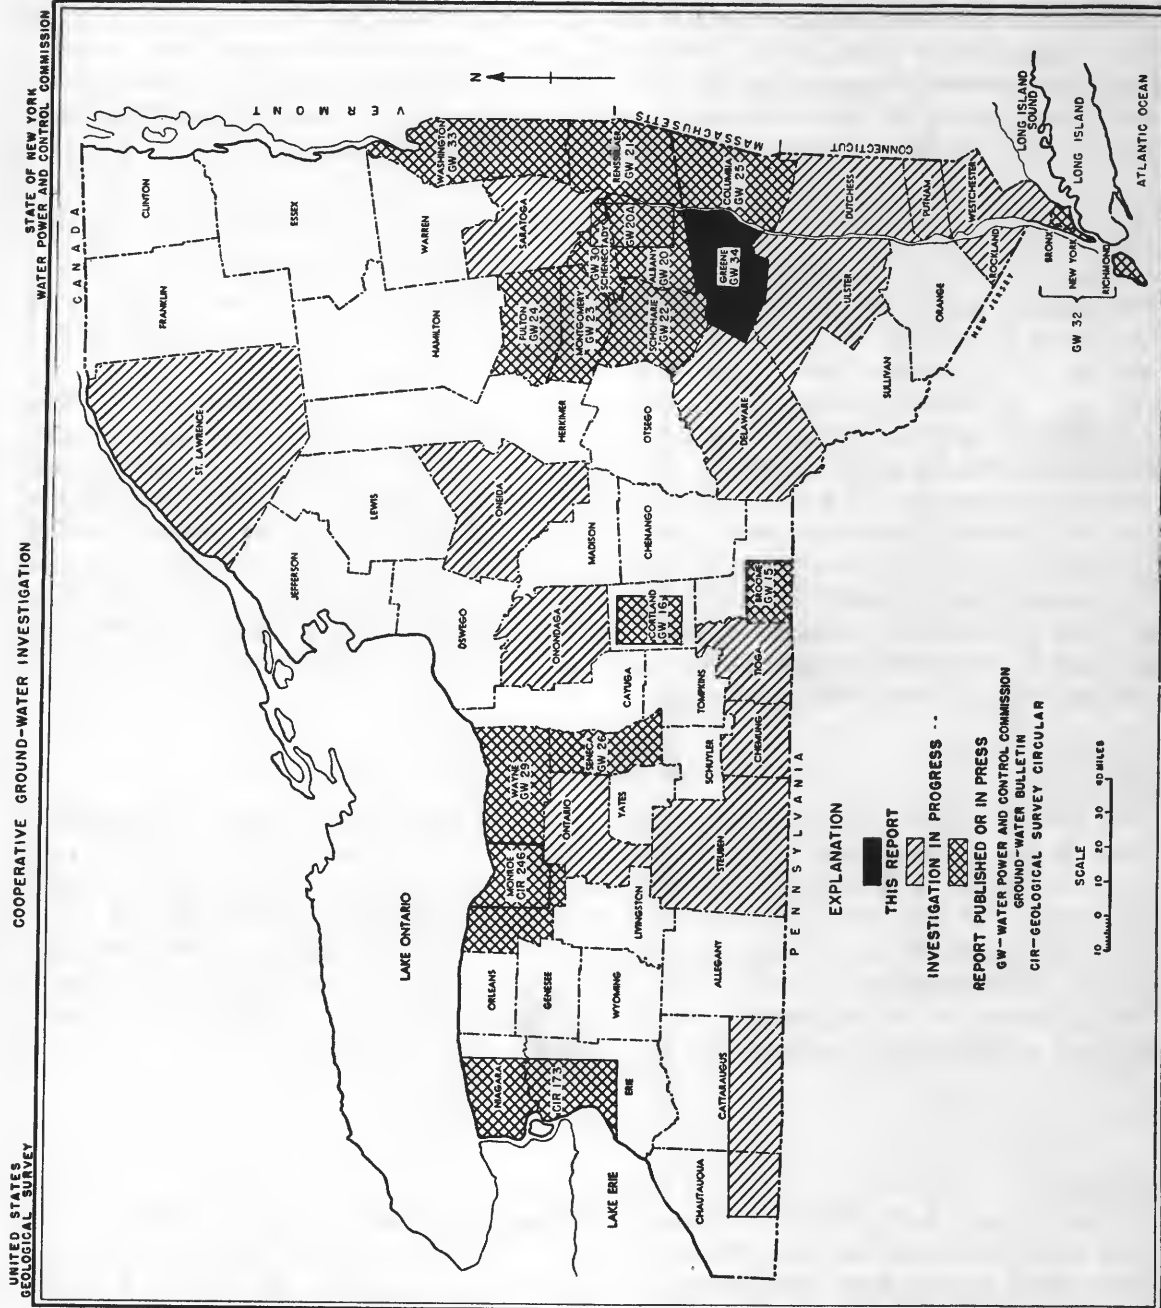 UNITED STATES
GEOLOGICAL SURVEY
COOPERATIVE GROUND-WATER INVESTIGATION
STATE OF NEW YORK
WATER POWER AND CONTROL COMMISSION
CANADA
CLINTON
FRANKLIN
ST. LAWRENCE
ESSEX
VERMONT
JEFFERSON
LEWIS
HAMILTON
WARREN
WASHINGTON
GW 33
N
LAKE ONTARIO
OSWEGO
ONEIDA
HERKIMER
FULTON
GW 24
SARATOGA
NIAGARA
ORLEANS
MONROE
CIR 246
WAYNE
GW 29
ONONDAGA
MADISON
MONTGOMERY
GW 23
GW 30
SCHENECTADY
RENSSELAER
GW 21
MASSACHUSETTS
CIR 173
ERIE
GENESEE
WYOMING
LIVINGSTON
ONTARIO
YATES
SENECA
GW 26
CAYUGA
CORTLAND
GW 16
CHENANGO
OTSEGO
SCHOHARIE
GW 22
ALBANY
GW 20
GW 20A
LAKE ERIE
CHAUTAUQUA
CATTARAUGUS
ALLEGANY
STEUBEN
SCHUYLER
TOMPKINS
CHEMUNG
TIOGA
BROOME
GW 15
DELAWARE
GREENE
GW 34
COLUMBIA
GW 25
PENNSYLVANIA
ULSTER
DUTCHESS
CONNECTICUT
SULLIVAN
ORANGE
PUTNAM
WESTCHESTER
ROCKLAND
NEW JERSEY
BRONX
NEW YORK
RICHMOND
GW 32
LONG ISLAND
SOUND
LONG ISLAND
ATLANTIC OCEAN
EXPLANATION
THIS REPORT
INVESTIGATION IN PROGRESS
REPORT PUBLISHED OR IN PRESS
GW-WATER POWER AND CONTROL COMMISSION
GROUND-WATER BULLETIN
CIR-GEOLOGICAL SURVEY CIRCULAR
SCALE
10 0 10 20 30 40 MILES